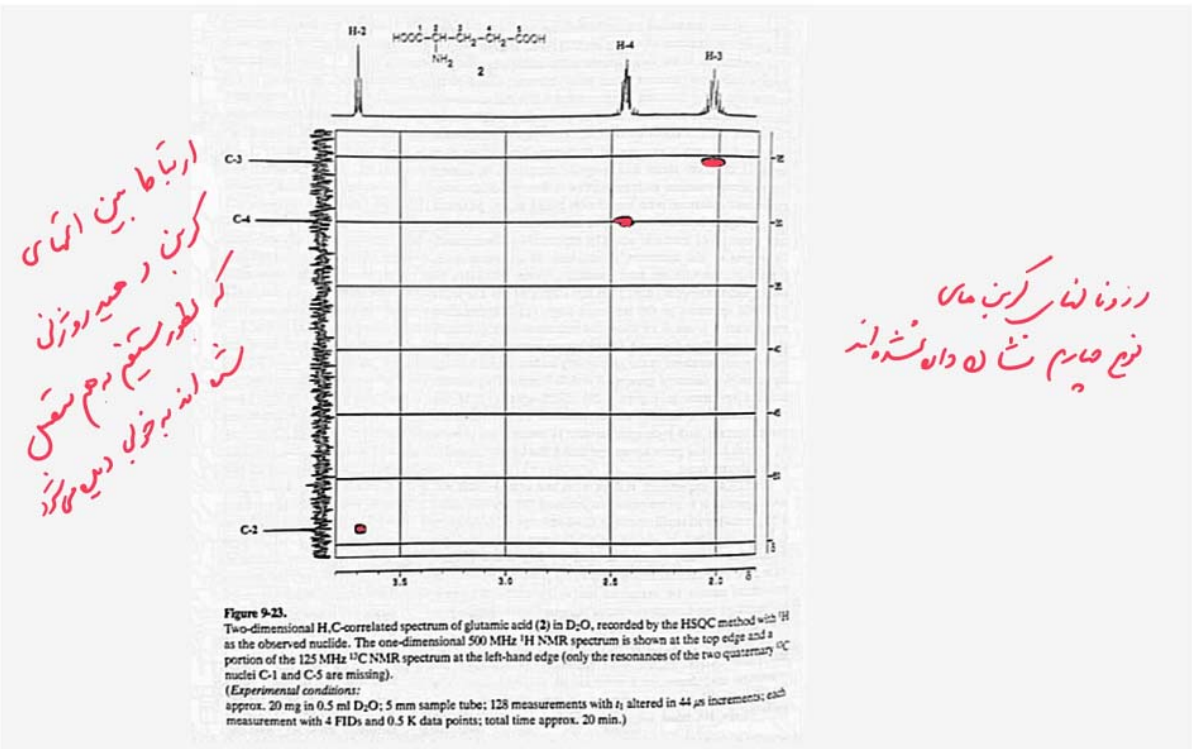 H-2
H-4
H-3
1 2 3 4 5
HOOC–CH–CH2–CH2–COOH
NH2
2
C-3
C-4
C-2
3.5 3.0 2.5 2.0 δ
ارتباط بین اتمهای
کربن و هیدروژنی
که بطور مستقیم به هم متصل
شده اند به خوبی دیده می شود
رزونانس کربن های
نوع چهارم نشان داده نشده اند
Figure 9-23.
Two-dimensional H,C-correlated spectrum of glutamic acid (2) in D2O, recorded by the HSQC method with 1H
as the observed nuclide. The one-dimensional 500 MHz 1H NMR spectrum is shown at the top edge and a
portion of the 125 MHz 13C NMR spectrum at the left-hand edge (only the resonances of the two quaternary 13C
nuclei C-1 and C-5 are missing).
(Experimental conditions:
approx. 20 mg in 0.5 ml D2O; 5 mm sample tube; 128 measurements with t1 altered in 44 μs increments; each
measurement with 4 FIDs and 0.5 K data points; total time approx. 20 min.)